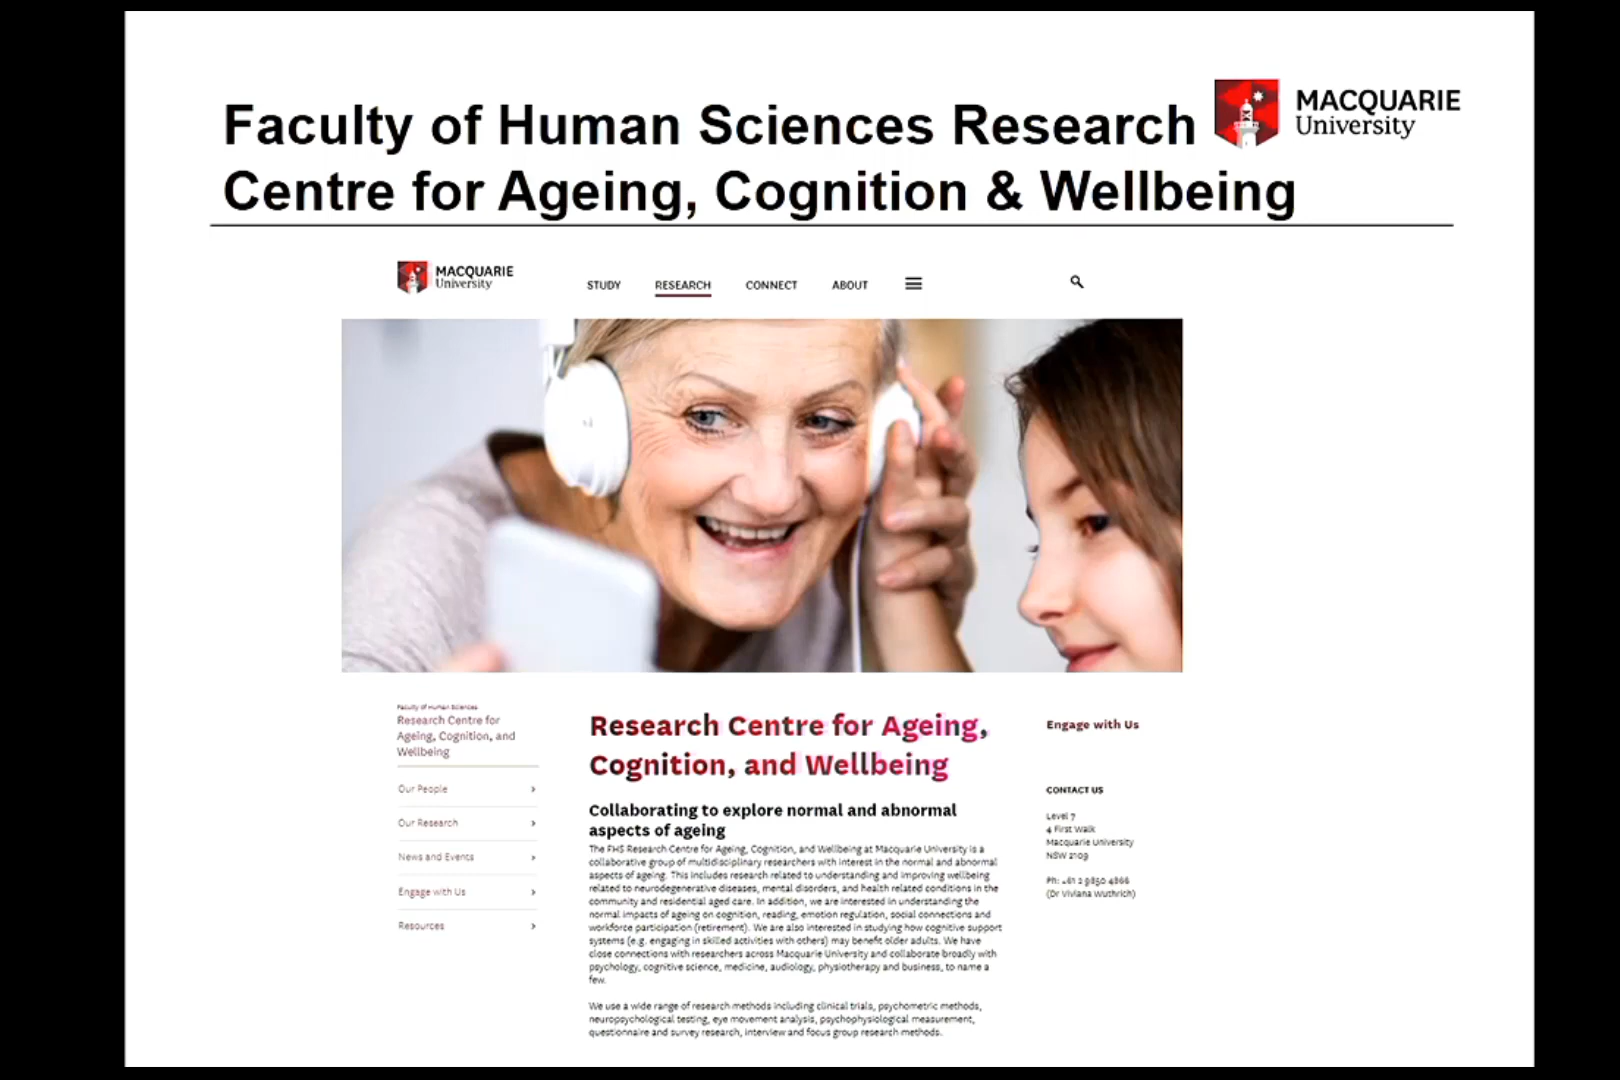 Faculty of Human Sciences Research
Centre for Ageing, Cognition & Wellbeing
MACQUARIE
University
MACQUARIE
University
STUDY
RESEARCH
CONNECT
ABOUT
Faculty of Human Sciences
Research Centre for
Ageing, Cognition, and
Wellbeing
Our People
Our Research
News and Events
Engage with Us
Resources
Research Centre for Ageing,
Cognition, and Wellbeing
Collaborating to explore normal and abnormal
aspects of ageing
The FHS Research Centre for Ageing, Cognition, and Wellbeing at Macquarie University is a
collaborative group of multidisciplinary researchers with interest in the normal and abnormal
aspects of ageing. This includes research related to understanding and improving wellbeing
related to neurodegenerative diseases, mental disorders, and health related conditions in the
community and residential aged care. In addition, we are interested in understanding the
normal impacts of ageing on cognition, reading, emotion regulation, social connections and
workforce participation (retirement). We are also interested in studying how cognitive support
systems (e.g. engaging in skilled activities with others) may benefit older adults. We have
close connections with researchers across Macquarie University and collaborate broadly with
psychology, cognitive science, medicine, audiology, physiotherapy and business, to name a
few.
We use a wide range of research methods including clinical trials, psychometric methods,
neuropsychological testing, eye movement analysis, psychophysiological measurement,
questionnaire and survey research, interview and focus group research methods.
Engage with Us
CONTACT US
Level 7
4 First Walk
Macquarie University
NSW 2109
Ph: +61 2 9850 4866
(Dr Viviana Wuthrich)